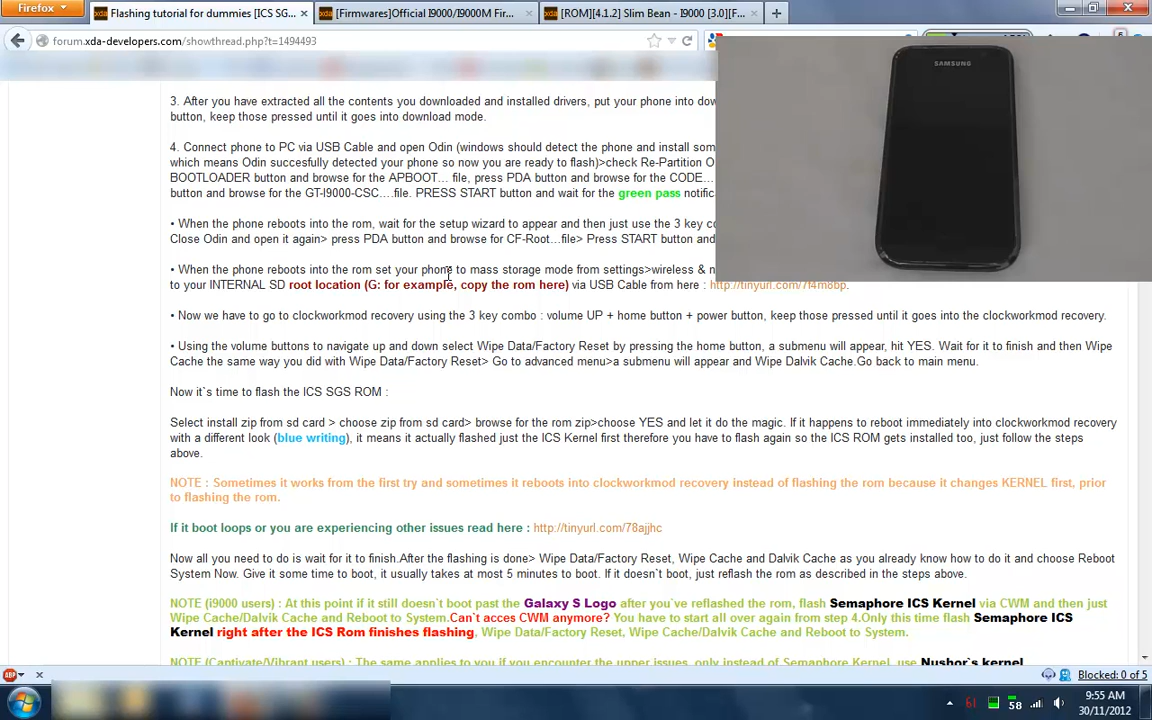 Firefox
Flashing tutorial for dummies [ICS SG...
[Firmwares]Official I9000/I9000M Fir...
[ROM][4.1.2] Slim Bean - I9000 [3.0][F...
forum.xda-developers.com/showthread.php?t=1494493
SAMSUNG
3. After you have extracted all the contents you downloaded and installed drivers, put your phone into dow
button, keep those pressed until it goes into download mode.
4. Connect phone to PC via USB Cable and open Odin (windows should detect the phone and install som
which means Odin succesfully detected your phone so now you are ready to flash)>check Re-Partition O
BOOTLOADER button and browse for the APBOOT... file, press PDA button and browse for the CODE...
button and browse for the GT-I9000-CSC....file. PRESS START button and wait for the green pass notific
• When the phone reboots into the rom, wait for the setup wizard to appear and then just use the 3 key co
Close Odin and open it again> press PDA button and browse for CF-Root...file> Press START button and
• When the phone reboots into the rom set your phone to mass storage mode from settings>wireless & n
to your INTERNAL SD root location (G: for example, copy the rom here) via USB Cable from here : http://tinyurl.com/7f4m8bp.
• Now we have to go to clockworkmod recovery using the 3 key combo : volume UP + home button + power button, keep those pressed until it goes into the clockworkmod recovery.
• Using the volume buttons to navigate up and down select Wipe Data/Factory Reset by pressing the home button, a submenu will appear, hit YES. Wait for it to finish and then Wipe
Cache the same way you did with Wipe Data/Factory Reset> Go to advanced menu>a submenu will appear and Wipe Dalvik Cache.Go back to main menu.
Now it`s time to flash the ICS SGS ROM :
Select install zip from sd card > choose zip from sd card> browse for the rom zip>choose YES and let it do the magic. If it happens to reboot immediately into clockworkmod recovery
with a different look (blue writing), it means it actually flashed just the ICS Kernel first therefore you have to flash again so the ICS ROM gets installed too, just follow the steps
above.
NOTE : Sometimes it works from the first try and sometimes it reboots into clockworkmod recovery instead of flashing the rom because it changes KERNEL first, prior
to flashing the rom.
If it boot loops or you are experiencing other issues read here : http://tinyurl.com/78ajjhc
Now all you need to do is wait for it to finish.After the flashing is done> Wipe Data/Factory Reset, Wipe Cache and Dalvik Cache as you already know how to do it and choose Reboot
System Now. Give it some time to boot, it usually takes at most 5 minutes to boot. If it doesn`t boot, just reflash the rom as described in the steps above.
NOTE (i9000 users) : At this point if it still doesn`t boot past the Galaxy S Logo after you`ve reflashed the rom, flash Semaphore ICS Kernel via CWM and then just
Wipe Cache/Dalvik Cache and Reboot to System.Can`t acces CWM anymore? You have to start all over again from step 4.Only this time flash Semaphore ICS
Kernel right after the ICS Rom finishes flashing, Wipe Data/Factory Reset, Wipe Cache/Dalvik Cache and Reboot to System.
NOTE (Captivate/Vibrant users) : The same applies to you if you encounter the upper issues, only instead of Semaphore Kernel, use Nushor`s kernel
ABP
Blocked: 0 of 5
61
58
9:55 AM
30/11/2012